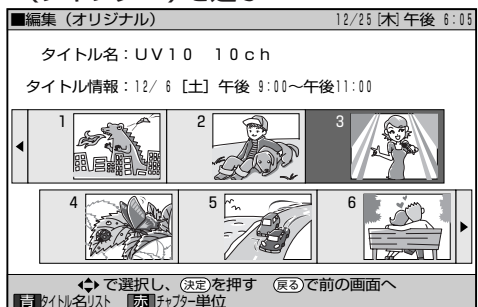 ■編集（オリジナル） 12/25[木]午後 6:05
タイトル名：ＵＶ１０ １０ｃｈ
タイトル情報：12/ 6 [土] 午後 9:00～午後11:00
1 2 3
4 5 6
で選択し、決定を押す 戻るで前の画面へ
青 タイトル名リスト 赤 チャプター単位